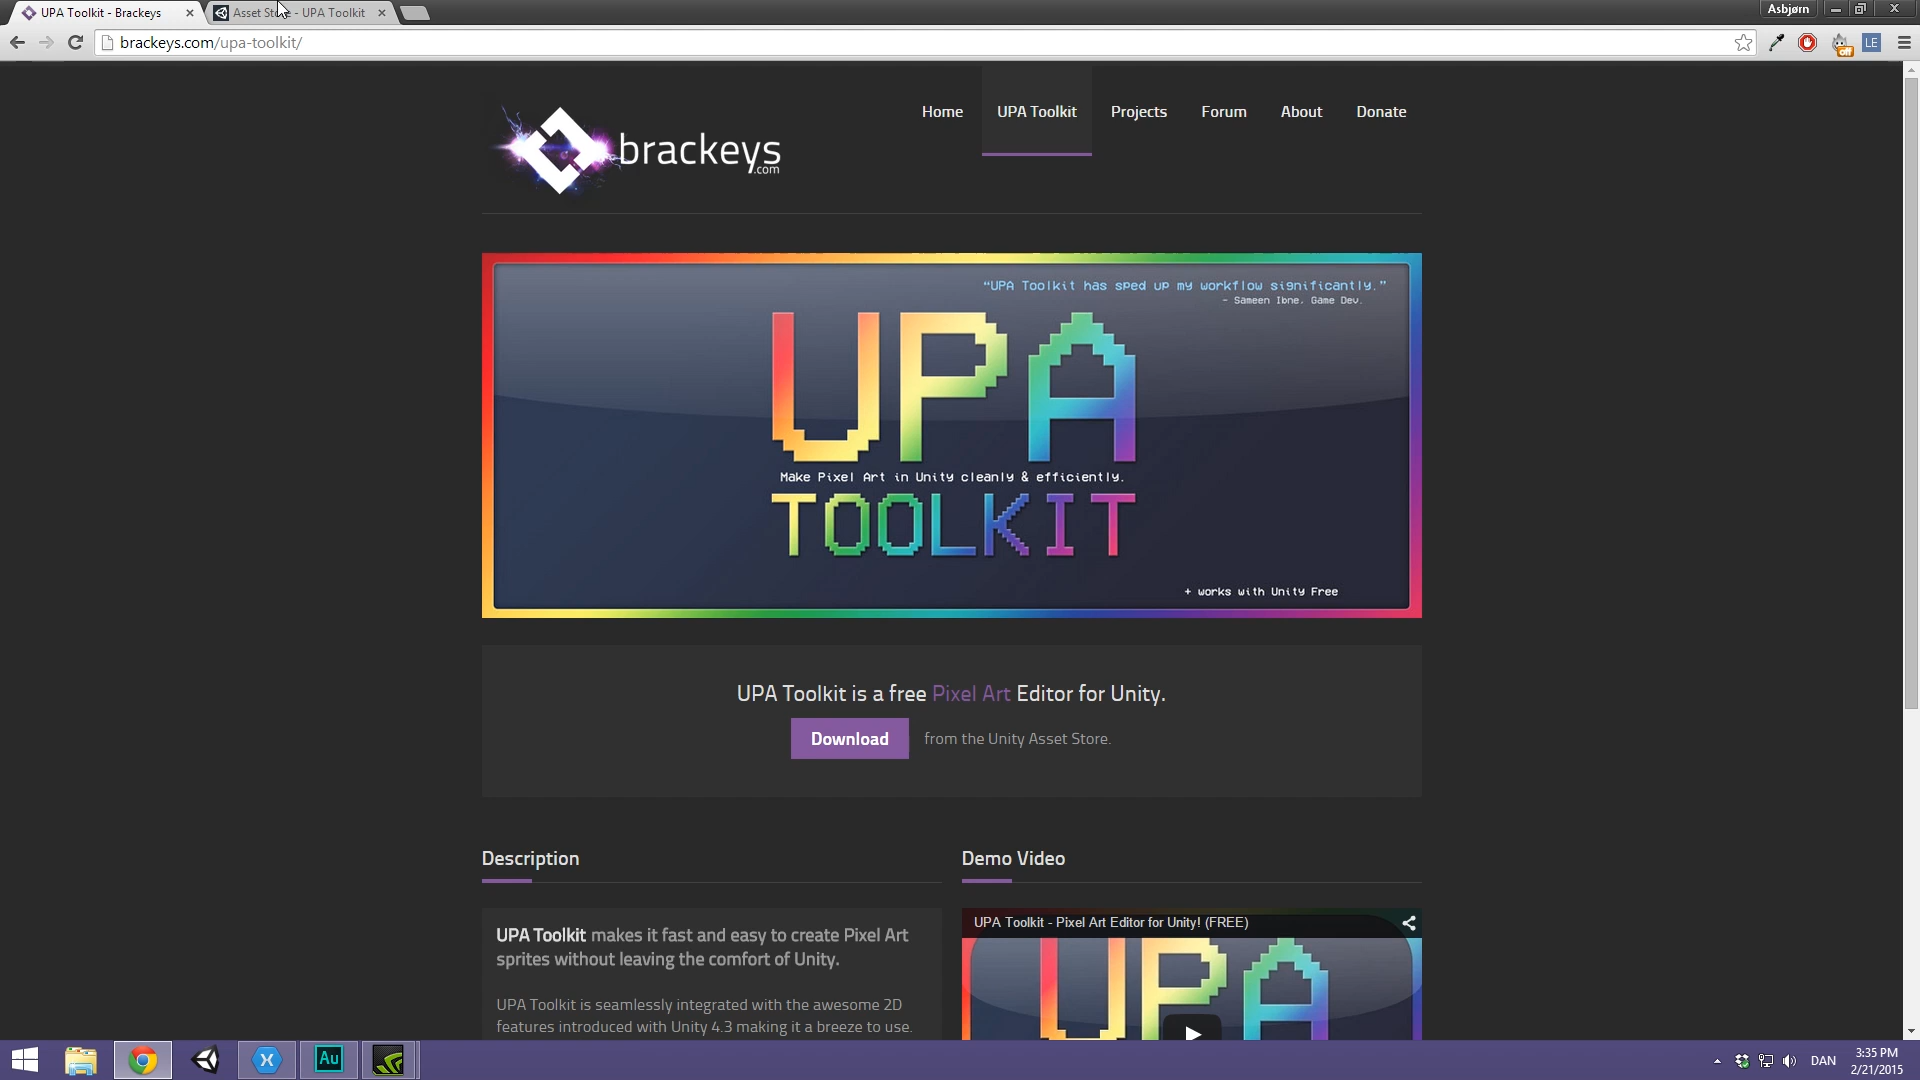 UPA Toolkit - Brackeys
Asset Sto - UPA Toolkit
Asbjørn
brackeys.com/upa-toolkit/
off
LE
brackeys
.com
Home
UPA Toolkit
Projects
Forum
About
Donate
“UPA Toolkit has sped up my workflow significantly.”
- Sameen Ibne, Game Dev.
UPA
Make Pixel Art in Unity cleanly & efficiently.
TOOLKIT
+ works with Unity Free
UPA Toolkit is a free Pixel Art Editor for Unity.
Download from the Unity Asset Store.
Description
Demo Video
UPA Toolkit makes it fast and easy to create Pixel Art
sprites without leaving the comfort of Unity.
UPA Toolkit is seamlessly integrated with the awesome 2D
features introduced with Unity 4.3 making it a breeze to use.
UPA Toolkit - Pixel Art Editor for Unity! (FREE)
UPA
Au
DAN
3:35 PM
2/21/2015